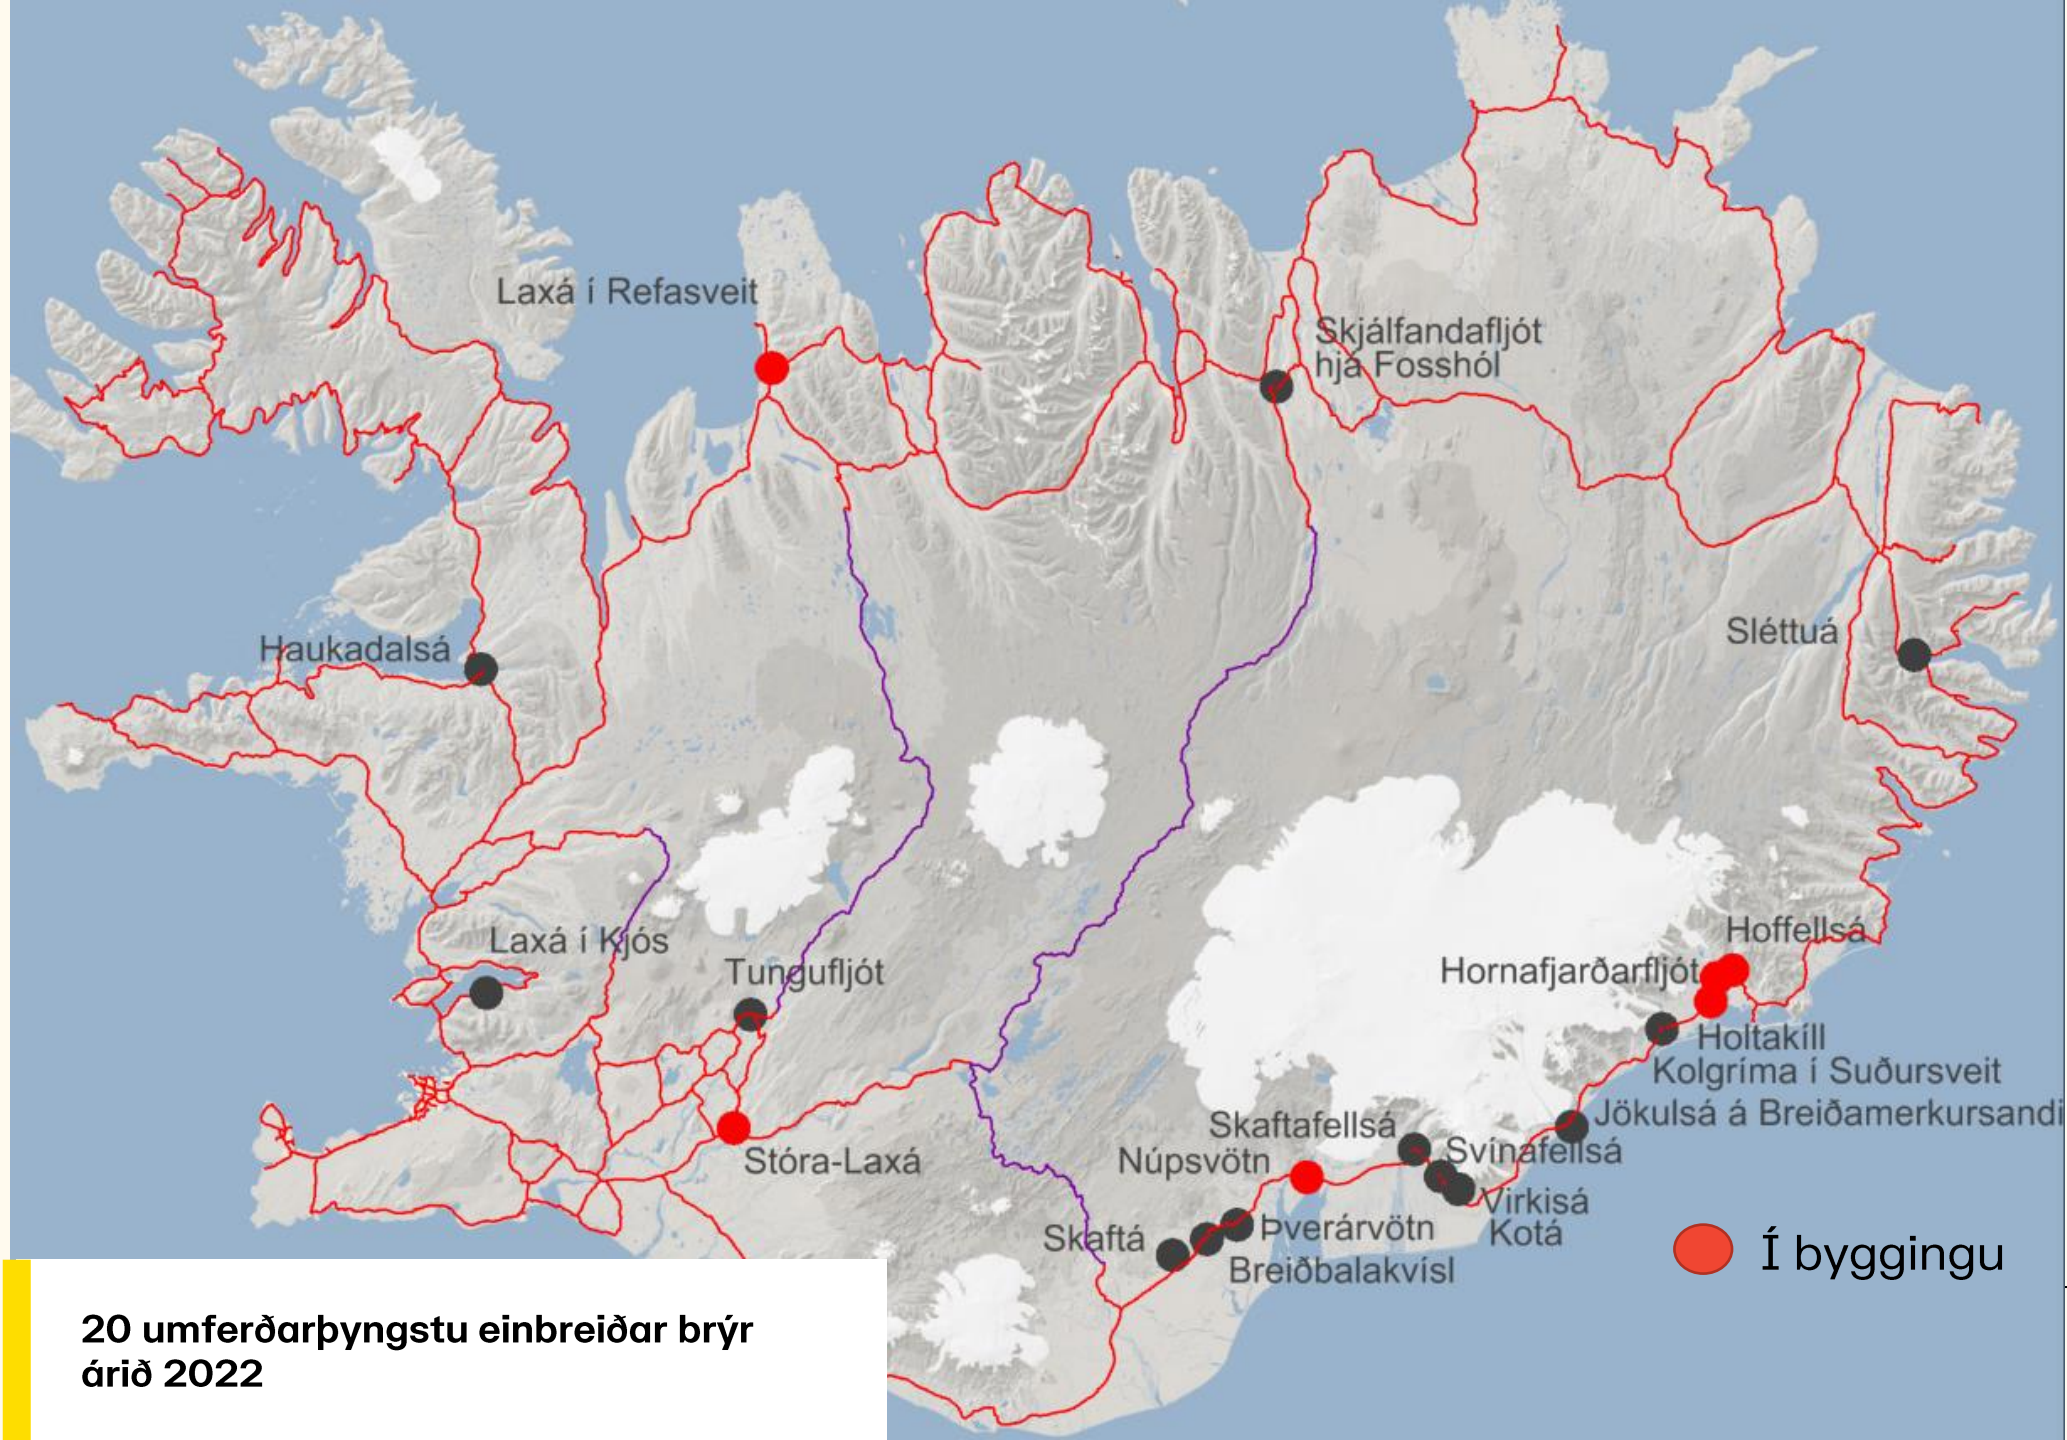 Laxá í Refasveit
Skjálfandafljót
hjá Fosshól
Haukadalsá
Sléttuá
Laxá í Kjós
Tungufljót
Hoffellsá
Hornafjarðarfljót
Holtakíll
Kolgríma í Suðursveit
Jökulsá á Breiðamerkursandi
Skaftafellsá
Svínafellsá
Núpsvötn
Stóra-Laxá
Virkisá
Kotá
Skaftá
Þverárvötn
Breiðbalakvísl
Í byggingu
20 umferðarþyngstu einbreiðar brýr
árið 2022